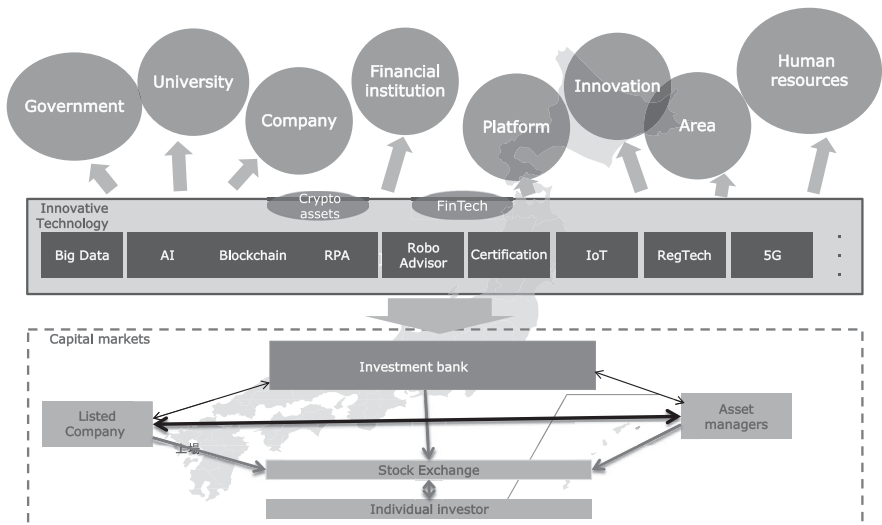 Government
University
Company
Financial
institution
Platform
Innovation
Area
Human
resources
Innovative
Technology
Crypto
assets
FinTech
Big Data
AI
Blockchain
RPA
Robo
Advisor
Certification
IoT
RegTech
5G
Capital markets
Investment bank
Listed
Company
Asset
managers
上場
Stock Exchange
Individual investor